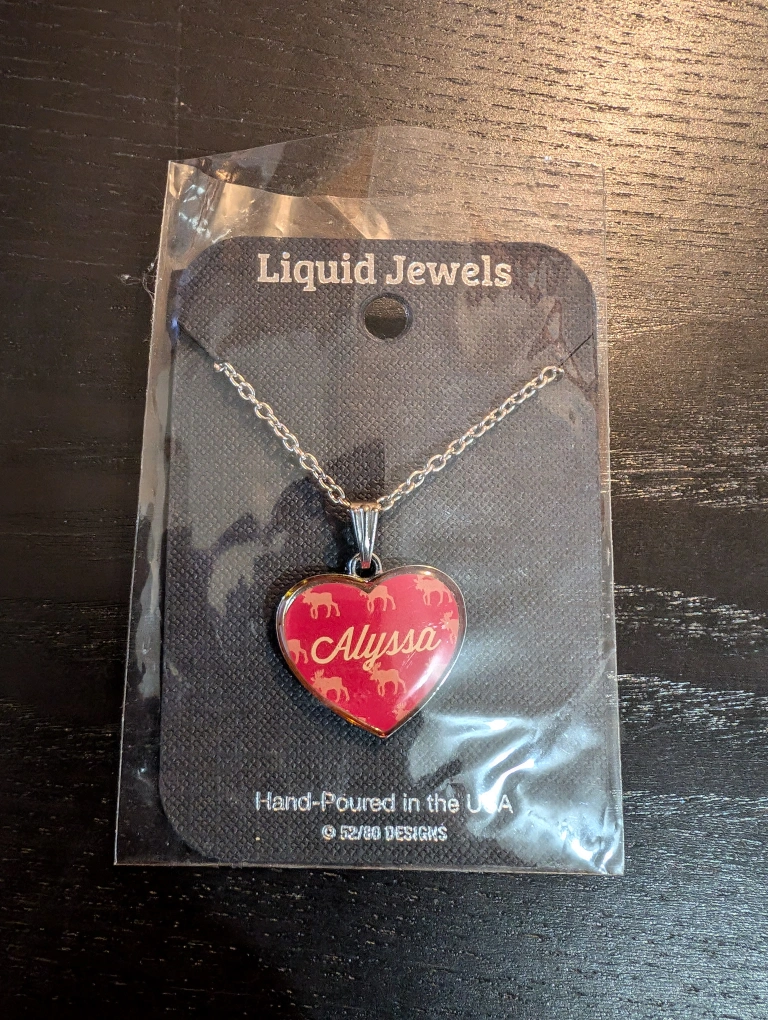 Liquid Jewels
Alyssa
Hand-Poured in the USA
© 52/80 DESIGNS